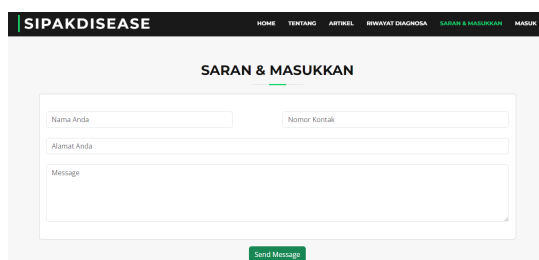 SIPAKDISEASE HOME TENTANG ARTIKEL RIWAYAT DIAGNOSA SARAN & MASUKKAN MASUK
SARAN & MASUKKAN
Nama Anda Nomor Kontak
Alamat Anda
Message
Send Message